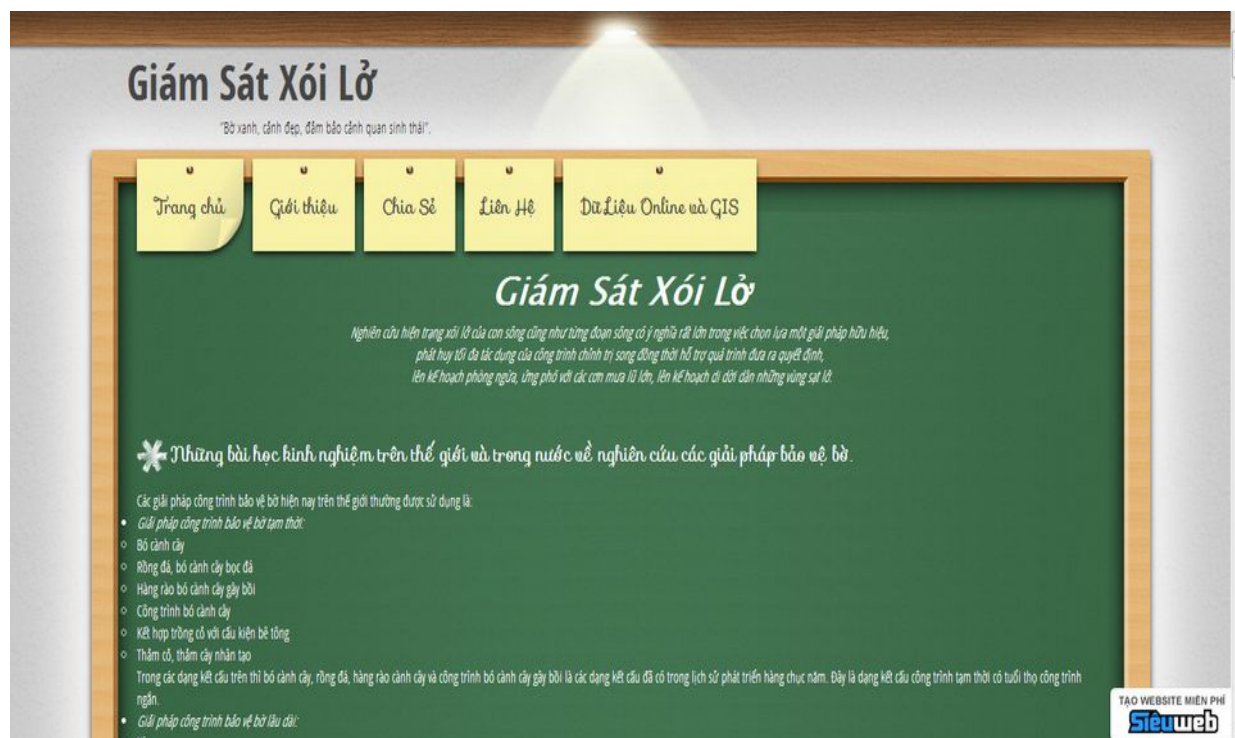 Giám Sát Xói Lở
"Bờ xanh, cảnh đẹp, đảm bảo cảnh quan sinh thái".
Trang chủ
Giới thiệu
Chia Sẻ
Liên Hệ
Dữ Liệu Online và GIS
Giám Sát Xói Lở
Nghiên cứu hiện trạng xói lở của con sông cũng như từng đoạn sông có ý nghĩa rất lớn trong việc chọn lựa một giải pháp hữu hiệu,
phát huy tối đa tác dụng của công trình chỉnh trị song đồng thời hỗ trợ quá trình đưa ra quyết định,
lên kế hoạch phòng ngừa, ứng phó với các cơn mưa lũ lớn, lên kế hoạch di dời dân những vùng sạt lở.
Những bài học kinh nghiệm trên thế giới và trong nước về nghiên cứu các giải pháp bảo vệ bờ.
Các giải pháp công trình bảo vệ bờ hiện nay trên thế giới thường được sử dụng là:
Giải pháp công trình bảo vệ bờ tạm thời:
Bó cành cây
Rồng đá, bó cành cây bọc đá
Hàng rào bó cành cây gây bồi
Công trình bó cành cây
Kết hợp trồng cỏ với cấu kiện bê tông
Thảm cỏ, thảm cây nhân tạo
Trong các dạng kết cấu trên thì bó cành cây, rồng đá, hàng rào cành cây và công trình bó cành cây gây bồi là các dạng kết cấu đã có trong lịch sử phát triển hàng chục năm. Đây là dạng kết cấu công trình tạm thời có tuổi thọ công trình
ngắn.
Giải pháp công trình bảo vệ bờ lâu dài:
TẠO WEBSITE MIỄN PHÍ
Siêuweb